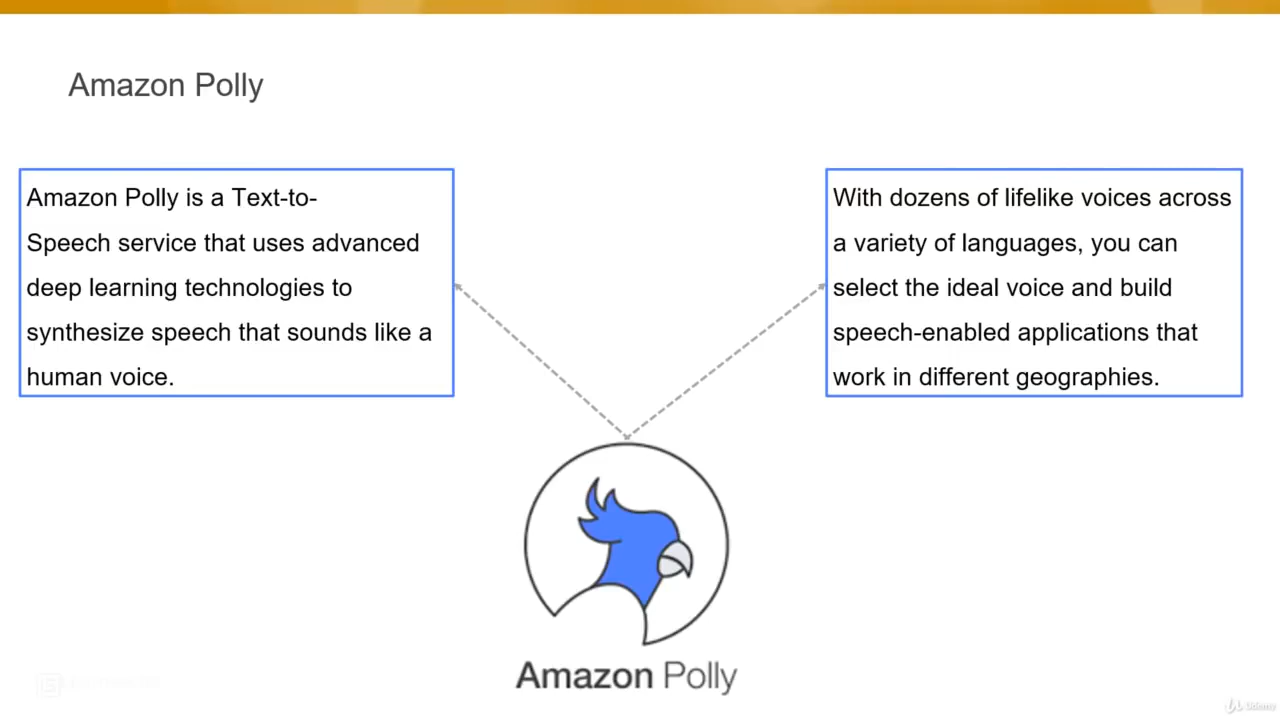 Amazon Polly
Amazon Polly is a Text-to-
Speech service that uses advanced
deep learning technologies to
synthesize speech that sounds like a
human voice.
With dozens of lifelike voices across
a variety of languages, you can
select the ideal voice and build
speech-enabled applications that
work in different geographies.
Amazon Polly
Udemy